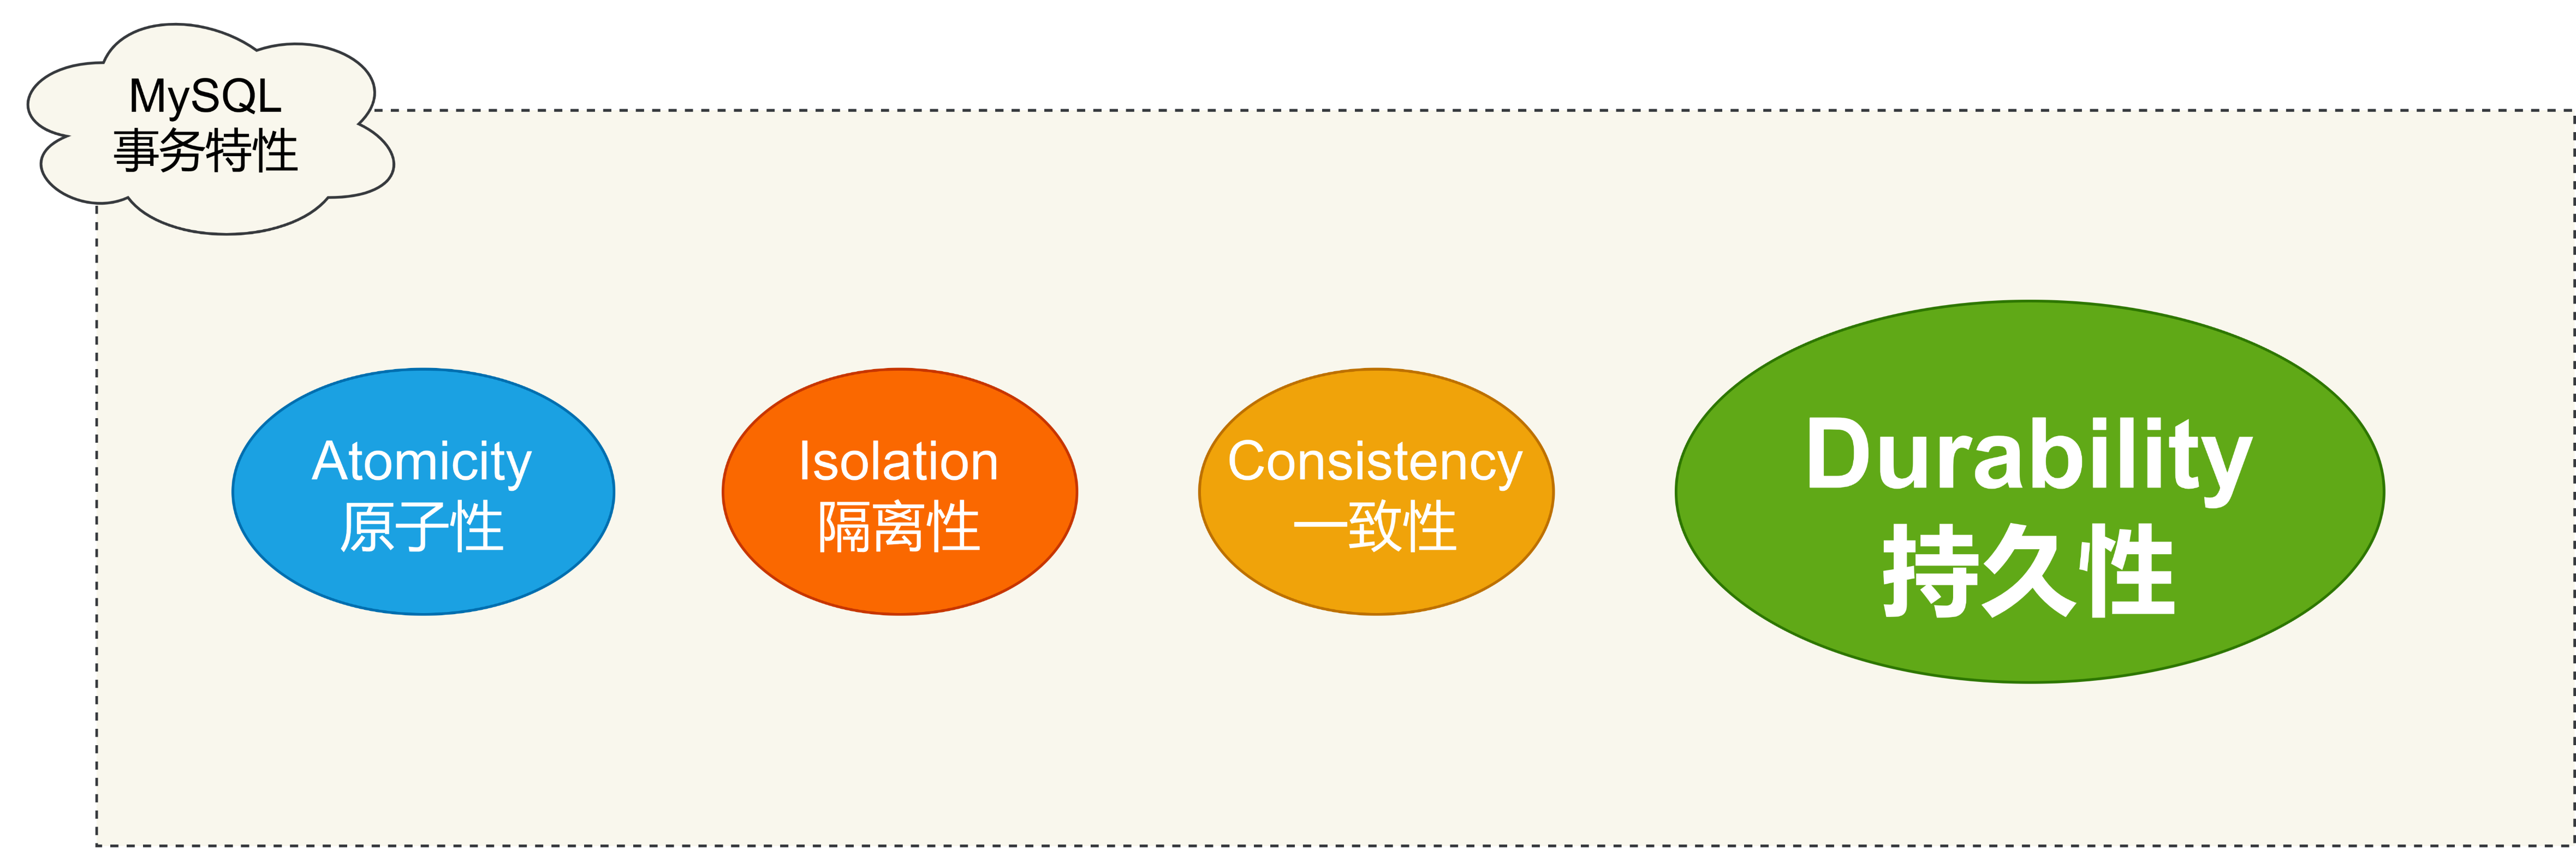 MySQL
事务特性
Atomicity
原子性
Isolation
隔离性
Consistency
一致性
Durability
持久性